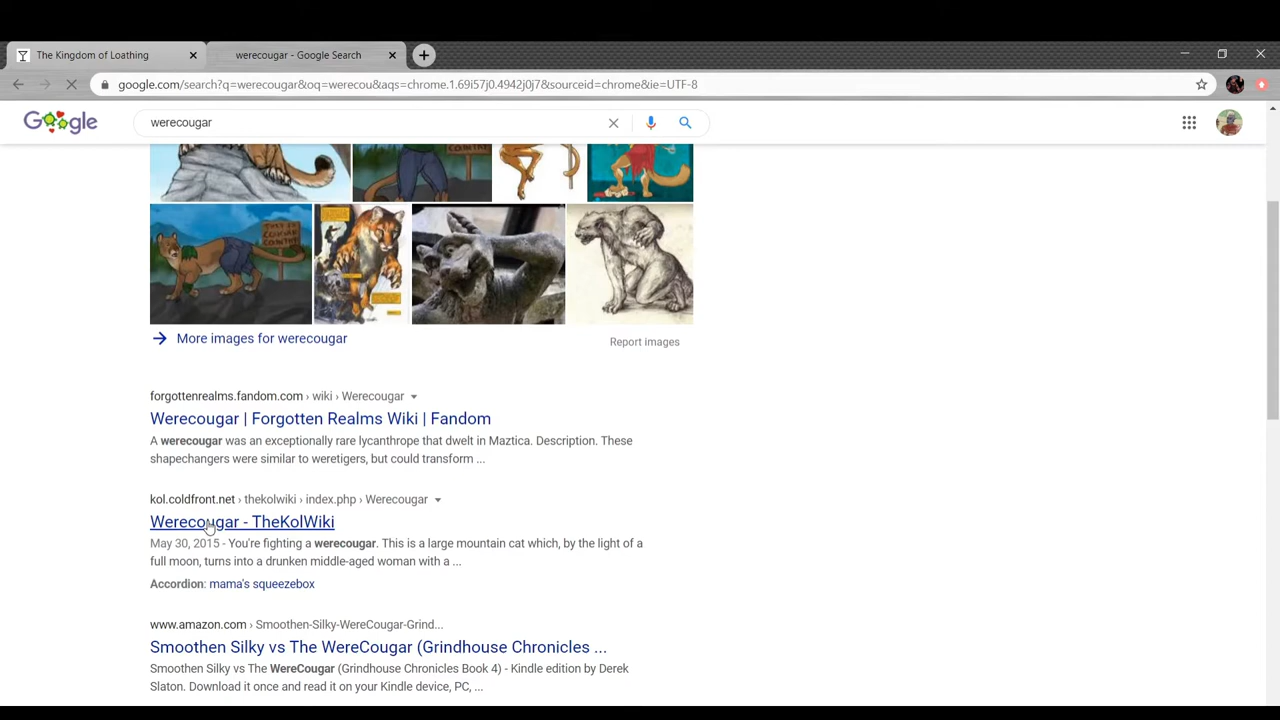 The Kingdom of Loathing
werecougar - Google Search
google.com/search?q=werecougar&oq=werecou&aqs=chrome.1.69i57j0.4942j0j7&sourceid=chrome&ie=UTF-8
Google
werecougar
More images for werecougar
Report images
forgottenrealms.fandom.com › wiki › Werecougar
Werecougar | Forgotten Realms Wiki | Fandom
A werecougar was an exceptionally rare lycanthrope that dwelt in Maztica. Description. These
shapechangers were similar to weretigers, but could transform ...
kol.coldfront.net › thekolwiki › index.php › Werecougar
Werecougar - TheKolWiki
May 30, 2015 - You're fighting a werecougar. This is a large mountain cat which, by the light of a
full moon, turns into a drunken middle-aged woman with a ...
Accordion: mama's squeezebox
www.amazon.com › Smoothen-Silky-WereCougar-Grind...
Smoothen Silky vs The WereCougar (Grindhouse Chronicles ...
Smoothen Silky vs The WereCougar (Grindhouse Chronicles Book 4) - Kindle edition by Derek
Slaton. Download it once and read it on your Kindle device, PC, ...